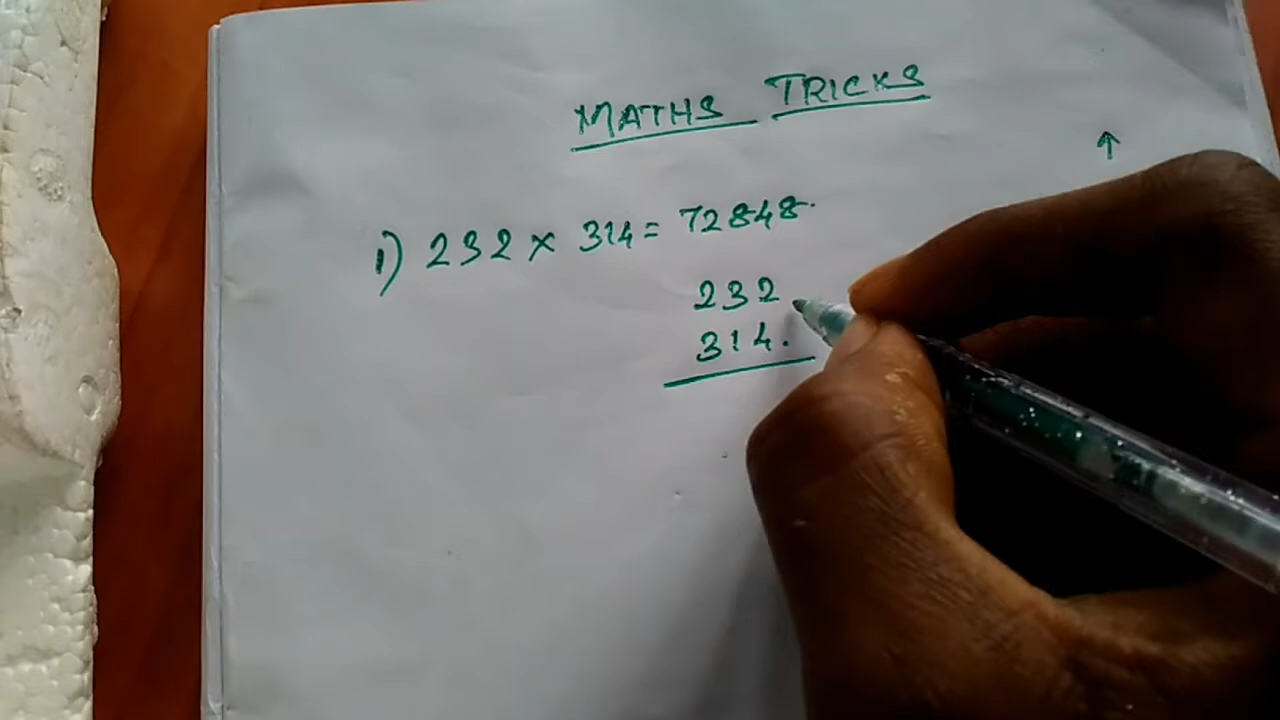 MATHS TRICKS
↑
1) 232 × 314 = 72848.
232
314.